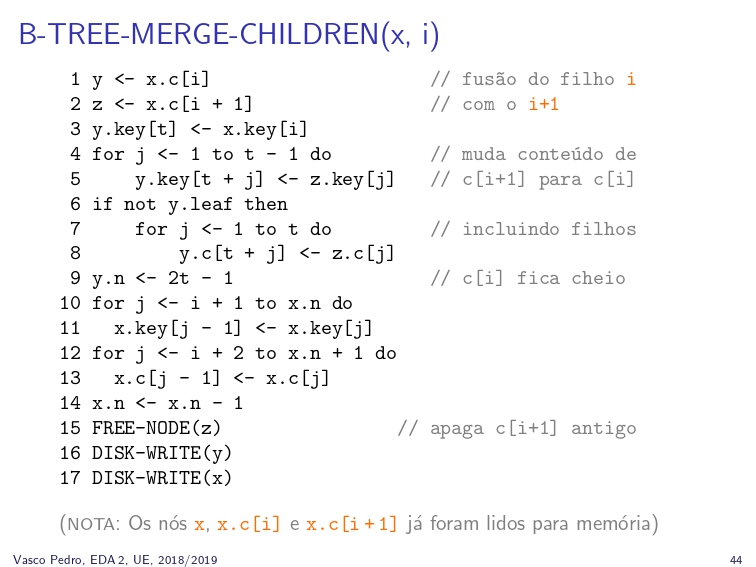 B-TREE-MERGE-CHILDREN(x, i)
1 y <- x.c[i] // fusão do filho i
2 z <- x.c[i + 1] // com o i+1
3 y.key[t] <- x.key[i]
4 for j <- 1 to t - 1 do // muda conteúdo de
5 y.key[t + j] <- z.key[j] // c[i+1] para c[i]
6 if not y.leaf then
7 for j <- 1 to t do // incluindo filhos
8 y.c[t + j] <- z.c[j]
9 y.n <- 2t - 1 // c[i] fica cheio
10 for j <- i + 1 to x.n do
11 x.key[j - 1] <- x.key[j]
12 for j <- i + 2 to x.n + 1 do
13 x.c[j - 1] <- x.c[j]
14 x.n <- x.n - 1
15 FREE-NODE(z) // apaga c[i+1] antigo
16 DISK-WRITE(y)
17 DISK-WRITE(x)
(NOTA: Os nós x, x.c[i] e x.c[i + 1] já foram lidos para memória)
Vasco Pedro, EDA 2, UE, 2018/2019 44